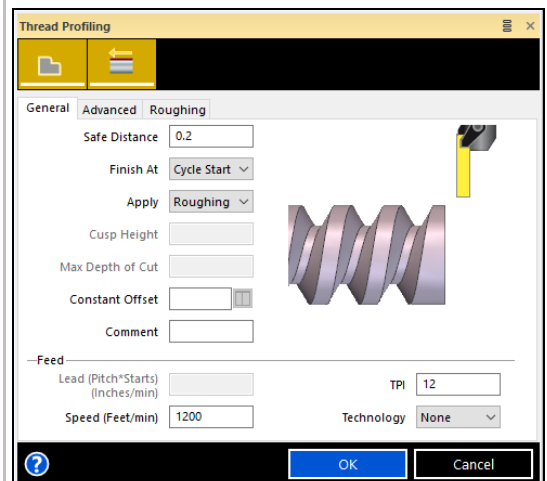 Thread Profiling
General Advanced Roughing
Safe Distance 0.2
Finish At Cycle Start
Apply Roughing
Cusp Height
Max Depth of Cut
Constant Offset
Comment
Feed
Lead (Pitch*Starts)
(Inches/min)
TPI 12
Speed (Feet/min) 1200 Technology None
? OK Cancel